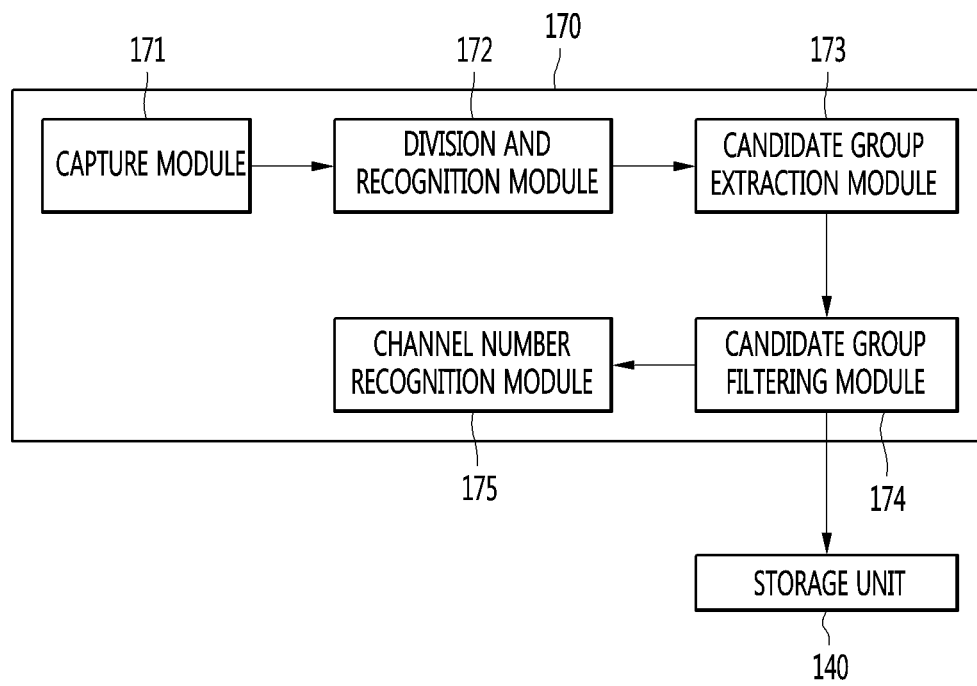 170
171
172
173
CAPTURE MODULE
DIVISION AND
RECOGNITION MODULE
CANDIDATE GROUP
EXTRACTION MODULE
CHANNEL NUMBER
RECOGNITION MODULE
CANDIDATE GROUP
FILTERING MODULE
175
174
STORAGE UNIT
140